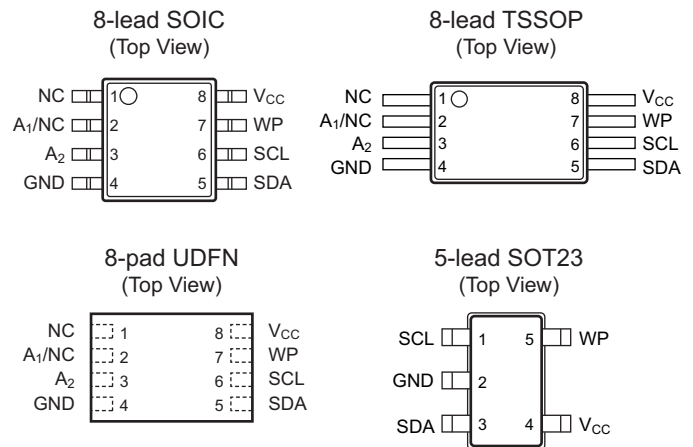 8-lead SOIC
(Top View)
NC 1 8 VCC
A1/NC 2 7 WP
A2 3 6 SCL
GND 4 5 SDA
8-lead TSSOP
(Top View)
NC 1 8 VCC
A1/NC 2 7 WP
A2 3 6 SCL
GND 4 5 SDA
8-pad UDFN
(Top View)
NC 1 8 VCC
A1/NC 2 7 WP
A2 3 6 SCL
GND 4 5 SDA
5-lead SOT23
(Top View)
SCL 1 5 WP
GND 2
SDA 3 4 VCC